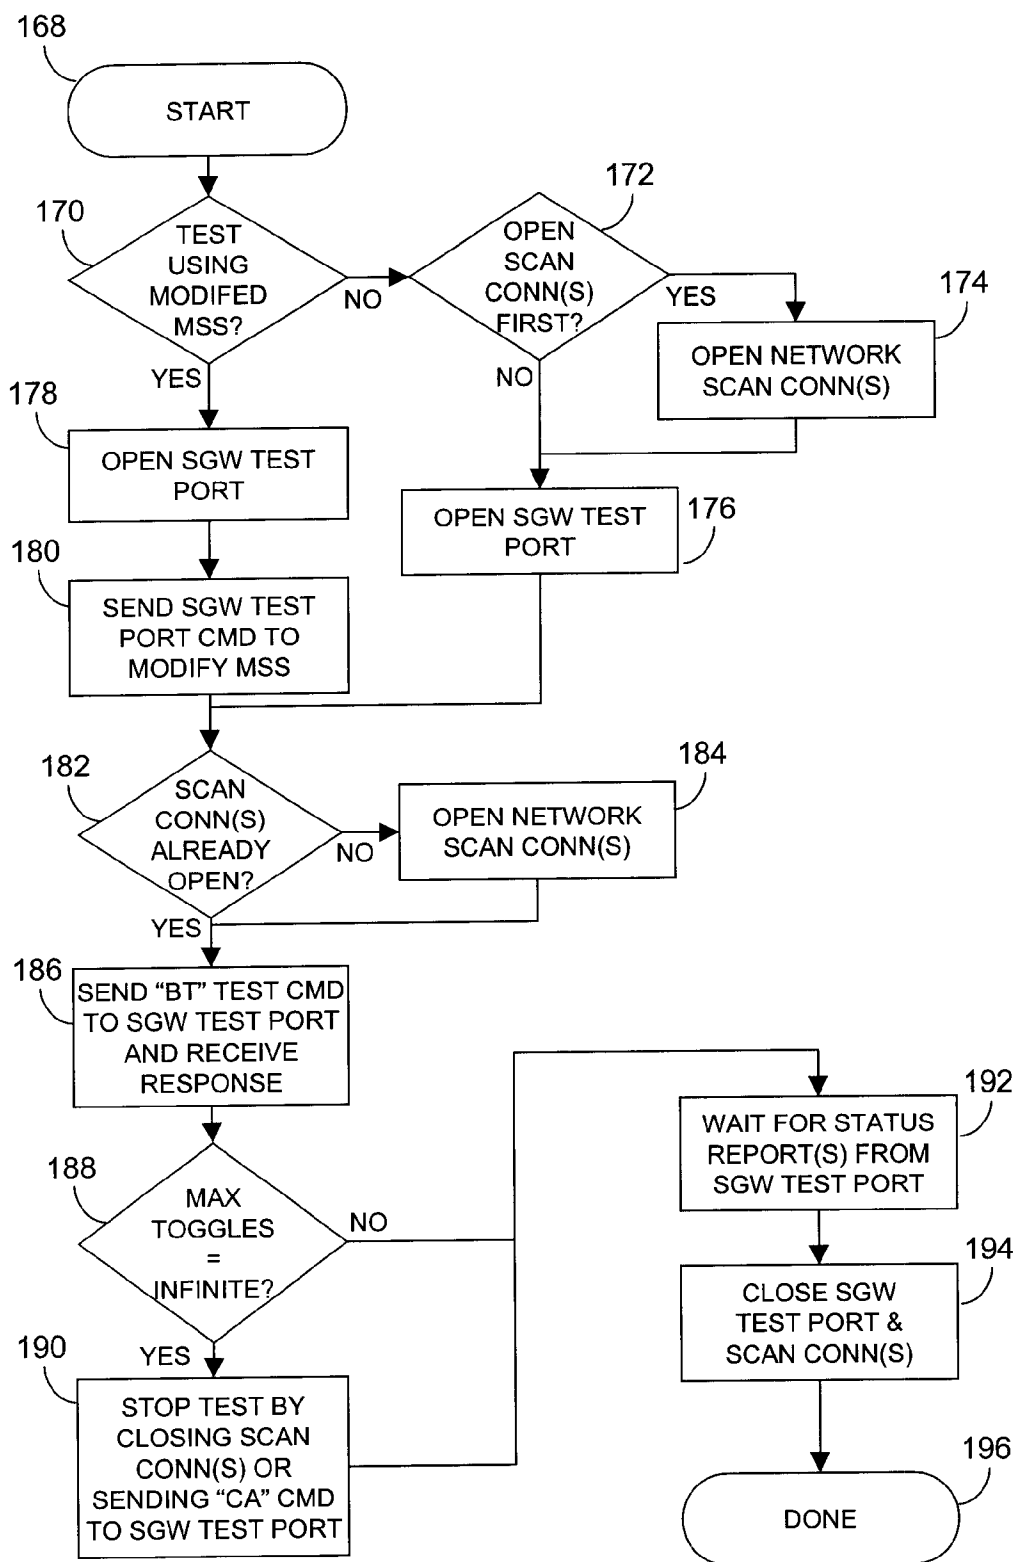 168
START
170
TEST
USING
MODIFED
MSS?
NO
YES
172
OPEN
SCAN
CONN(S)
FIRST?
YES
NO
174
OPEN NETWORK
SCAN CONN(S)
178
OPEN SGW TEST
PORT
176
OPEN SGW TEST
PORT
180
SEND SGW TEST
PORT CMD TO
MODIFY MSS
182
SCAN
CONN(S)
ALREADY
OPEN?
NO
YES
184
OPEN NETWORK
SCAN CONN(S)
186
SEND “BT” TEST CMD
TO SGW TEST PORT
AND RECEIVE
RESPONSE
188
MAX
TOGGLES
=
INFINITE?
NO
YES
190
STOP TEST BY
CLOSING SCAN
CONN(S) OR
SENDING “CA” CMD
TO SGW TEST PORT
192
WAIT FOR STATUS
REPORT(S) FROM
SGW TEST PORT
194
CLOSE SGW
TEST PORT &
SCAN CONN(S)
196
DONE